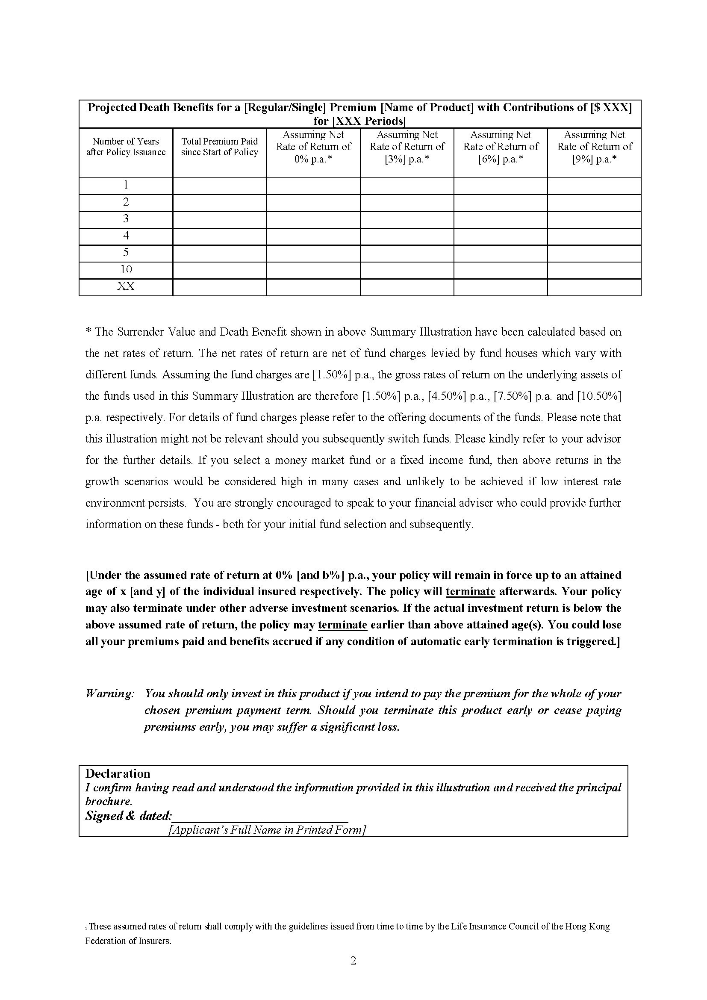 Projected Death Benefits for a [Regular/Single] Premium [Name of Product] with Contributions of [$ XXX]
for [XXX Periods]
Number of Years
after Policy Issuance
Total Premium Paid
since Start of Policy
Assuming Net
Rate of Return of
0% p.a.*
Assuming Net
Rate of Return of
[3%] p.a.*
Assuming Net
Rate of Return of
[6%] p.a.*
Assuming Net
Rate of Return of
[9%] p.a.*
1
2
3
4
5
10
XX
* The Surrender Value and Death Benefit shown in above Summary Illustration have been calculated based on
the net rates of return. The net rates of return are net of fund charges levied by fund houses which vary with
different funds. Assuming the fund charges are [1.50%] p.a., the gross rates of return on the underlying assets of
the funds used in this Summary Illustration are therefore [1.50%] p.a., [4.50%] p.a., [7.50%] p.a. and [10.50%]
p.a. respectively. For details of fund charges please refer to the offering documents of the funds. Please note that
this illustration might not be relevant should you subsequently switch funds. Please kindly refer to your advisor
for the further details. If you select a money market fund or a fixed income fund, then above returns in the
growth scenarios would be considered high in many cases and unlikely to be achieved if low interest rate
environment persists.  You are strongly encouraged to speak to your financial adviser who could provide further
information on these funds - both for your initial fund selection and subsequently.
[Under the assumed rate of return at 0% [and b%] p.a., your policy will remain in force up to an attained
age of x [and y] of the individual insured respectively. The policy will terminate afterwards. Your policy
may also terminate under other adverse investment scenarios. If the actual investment return is below the
above assumed rate of return, the policy may terminate earlier than above attained age(s). You could lose
all your premiums paid and benefits accrued if any condition of automatic early termination is triggered.]
Warning: You should only invest in this product if you intend to pay the premium for the whole of your
chosen premium payment term. Should you terminate this product early or cease paying
premiums early, you may suffer a significant loss.
Declaration
I confirm having read and understood the information provided in this illustration and received the principal
brochure.
Signed & dated:
[Applicant’s Full Name in Printed Form]
i These assumed rates of return shall comply with the guidelines issued from time to time by the Life Insurance Council of the Hong Kong
Federation of Insurers.
2